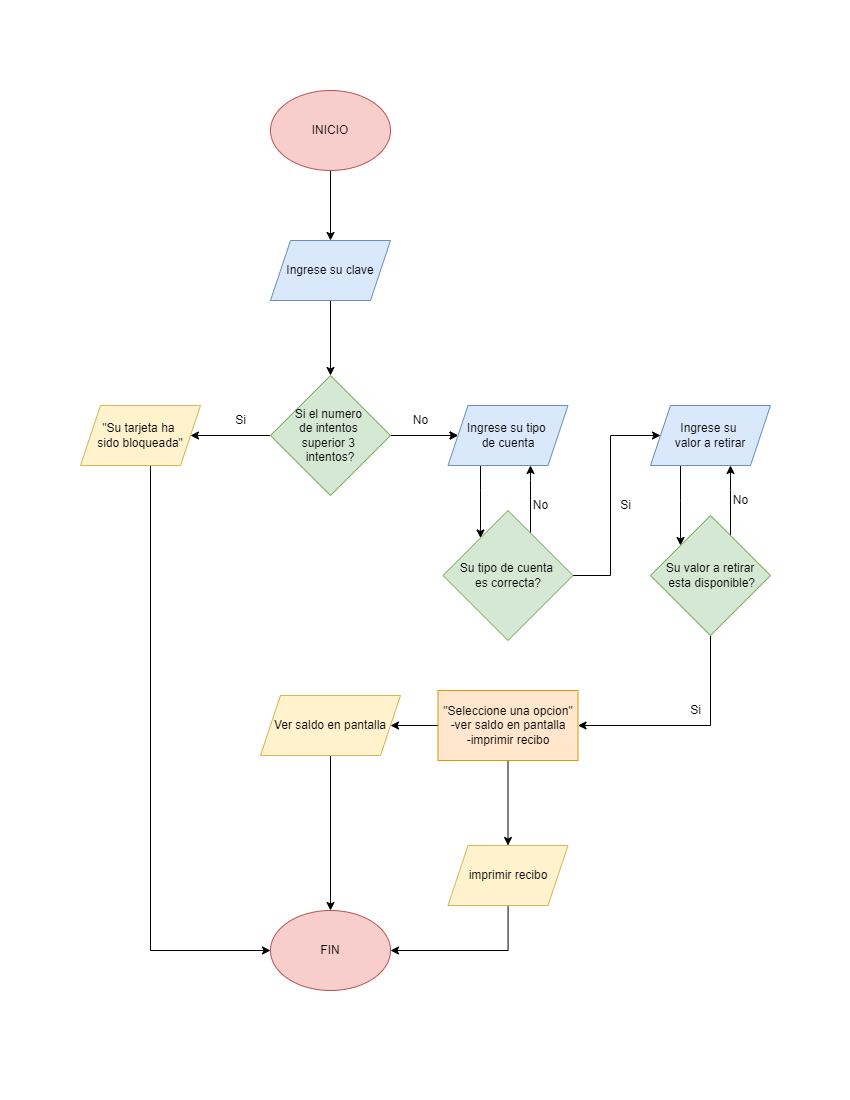 INICIO
Ingrese su clave
Si el numero
de intentos
superior 3
intentos?
Si
No
"Su tarjeta ha
sido bloqueada"
Ingrese su tipo
de cuenta
No
Su tipo de cuenta
es correcta?
Si
Ingrese su
valor a retirar
No
Su valor a retirar
esta disponible?
Si
"Seleccione una opcion"
-ver saldo en pantalla
-imprimir recibo
Ver saldo en pantalla
imprimir recibo
FIN